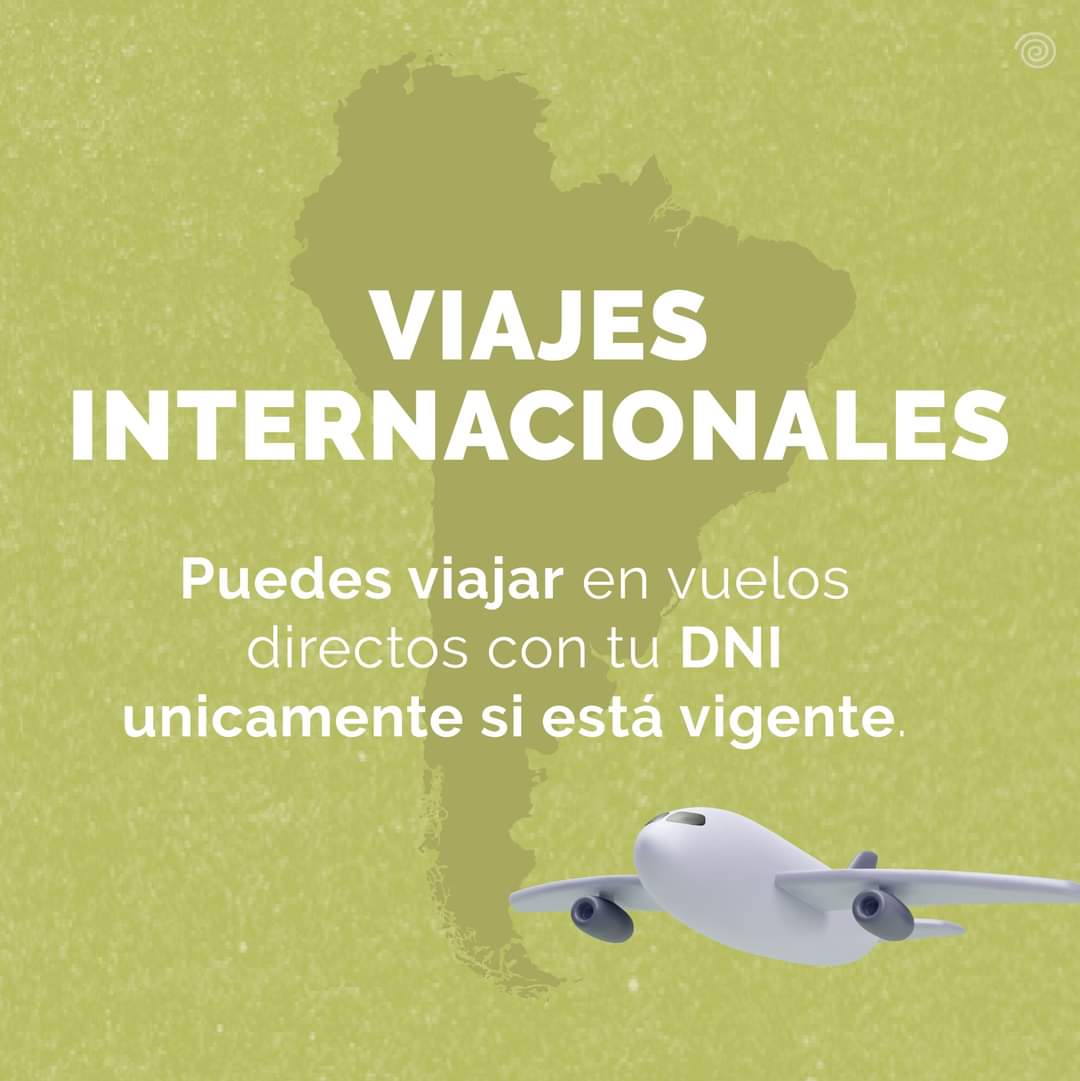 VIAJES
INTERNACIONALES
Puedes viajar en vuelos
directos con tu DNI
unicamente si está vigente.